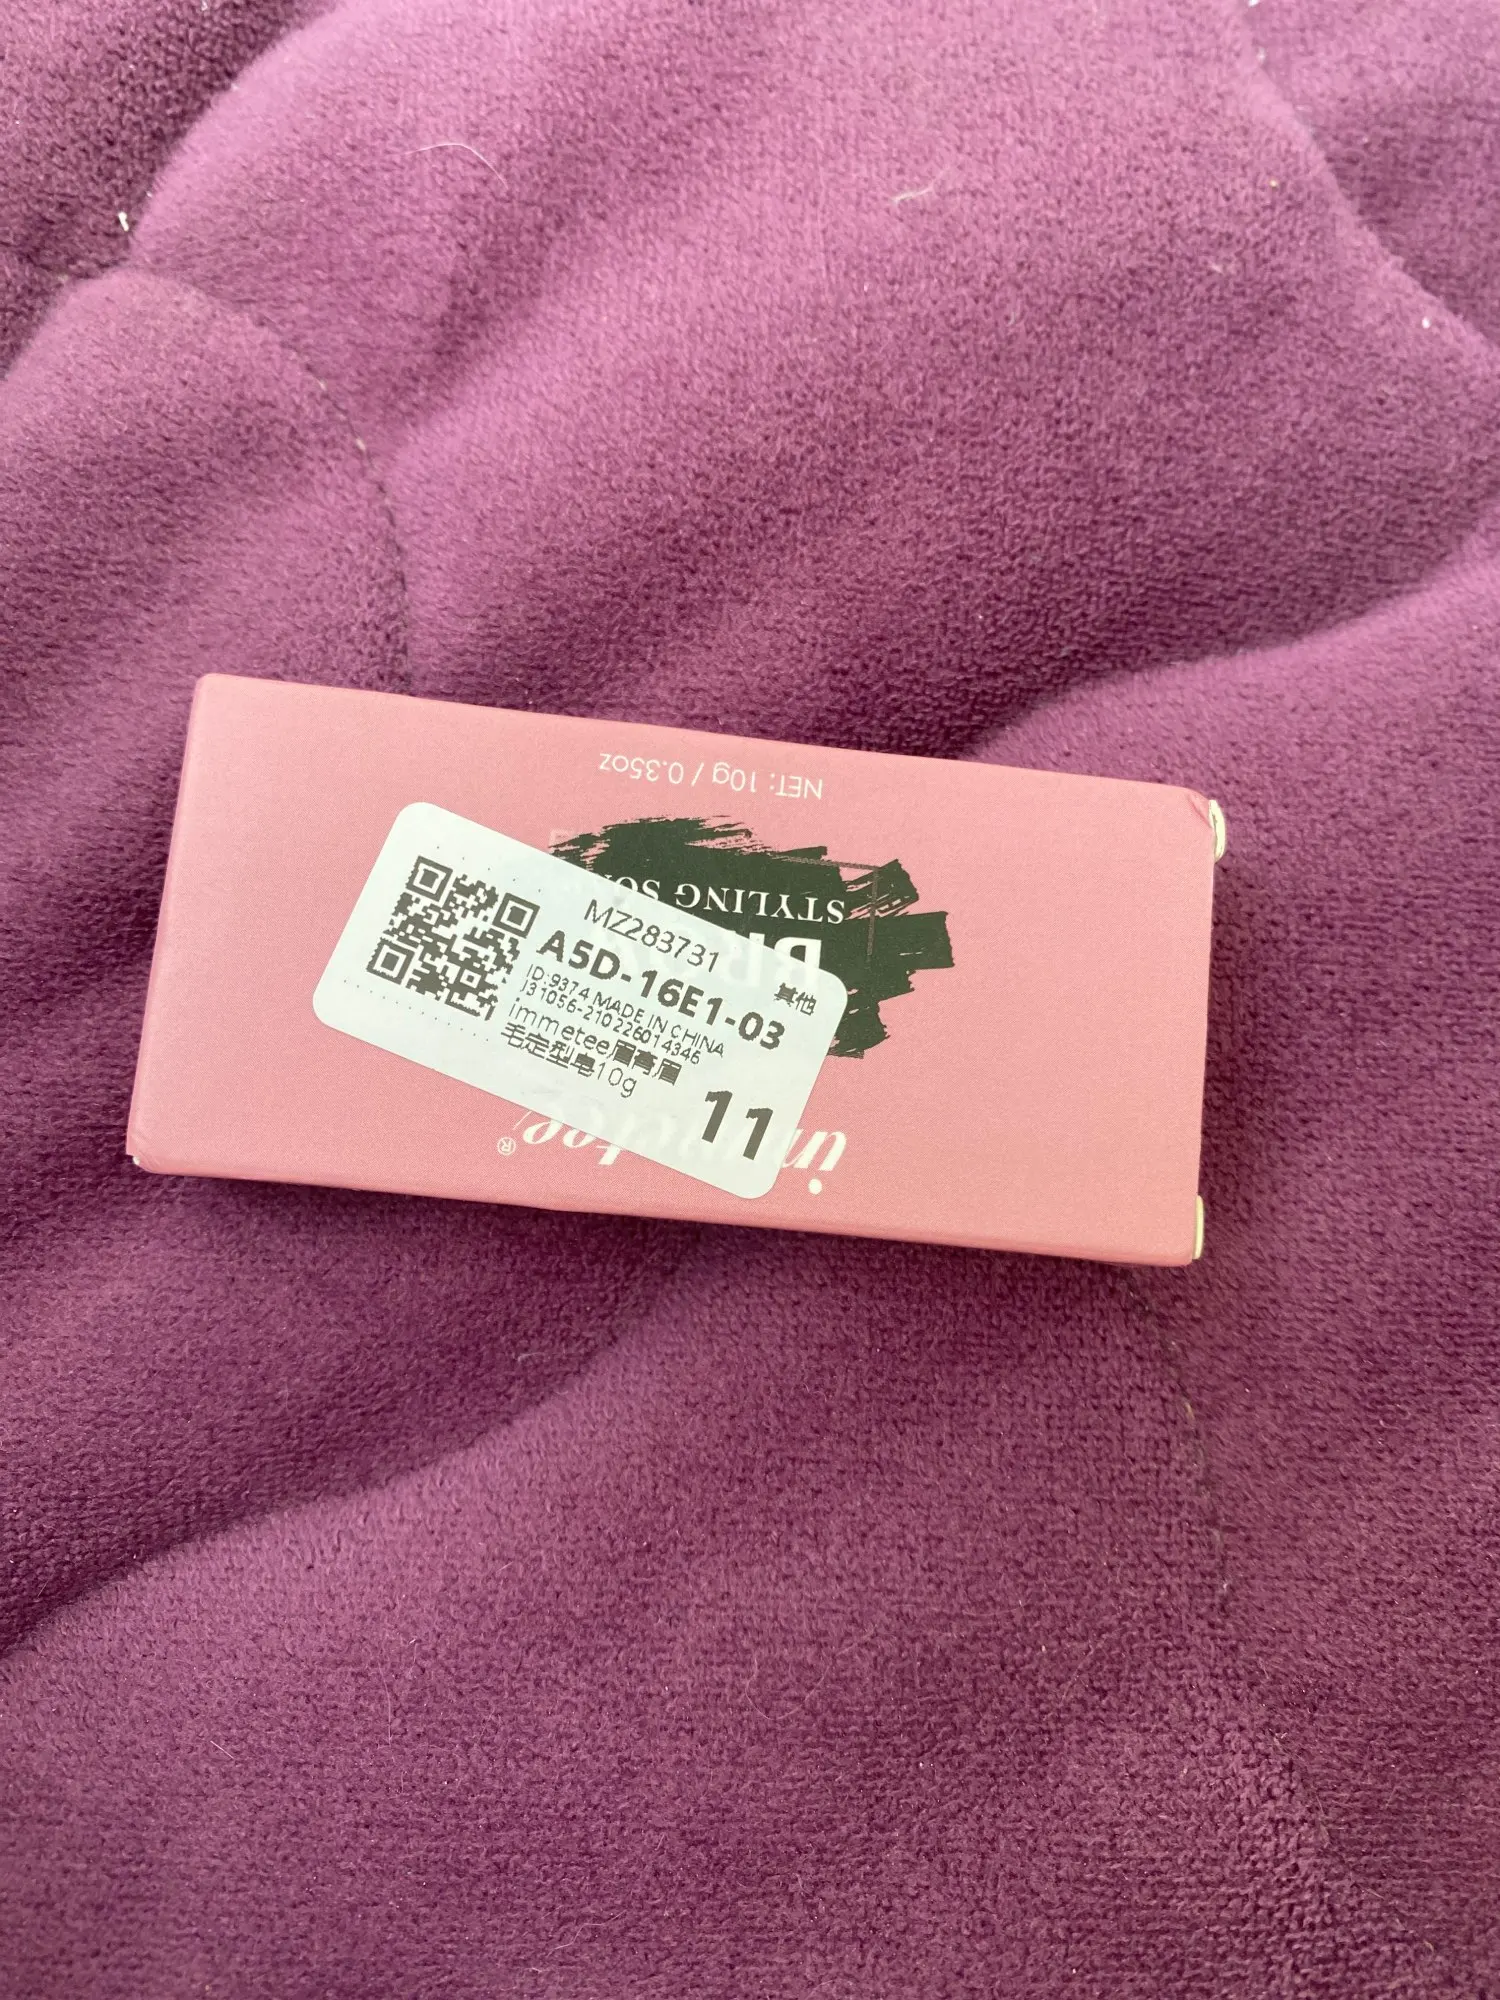 MZ283731
A5D-16E1-03
其他
ID:9374 MADE IN CHINA
J31056-210226014346
immetee眉膏眉
毛定型皂10g
11
immetee®
STYLING
NET: 10g / 0.35oz